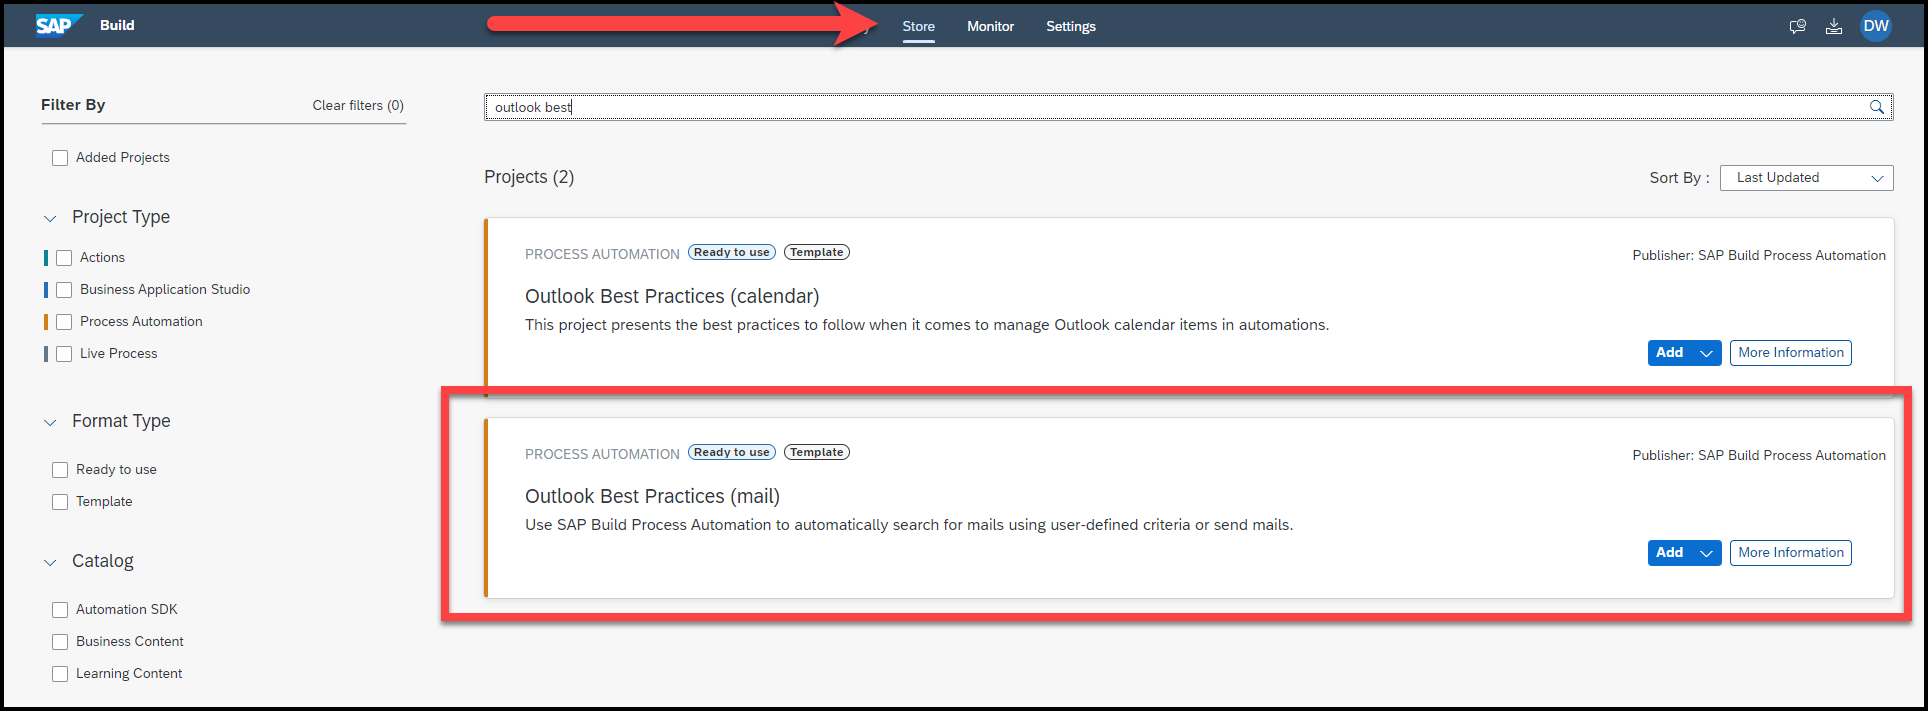 SAP Build
Store Monitor Settings
DW
Filter By
Clear filters (0)
Added Projects
Project Type
Actions
Business Application Studio
Process Automation
Live Process
Format Type
Ready to use
Template
Catalog
Automation SDK
Business Content
Learning Content
outlook best
Projects (2)
Sort By : Last Updated
PROCESS AUTOMATION Ready to use Template
Publisher: SAP Build Process Automation
Outlook Best Practices (calendar)
This project presents the best practices to follow when it comes to manage Outlook calendar items in automations.
Add More Information
PROCESS AUTOMATION Ready to use Template
Publisher: SAP Build Process Automation
Outlook Best Practices (mail)
Use SAP Build Process Automation to automatically search for mails using user-defined criteria or send mails.
Add More Information